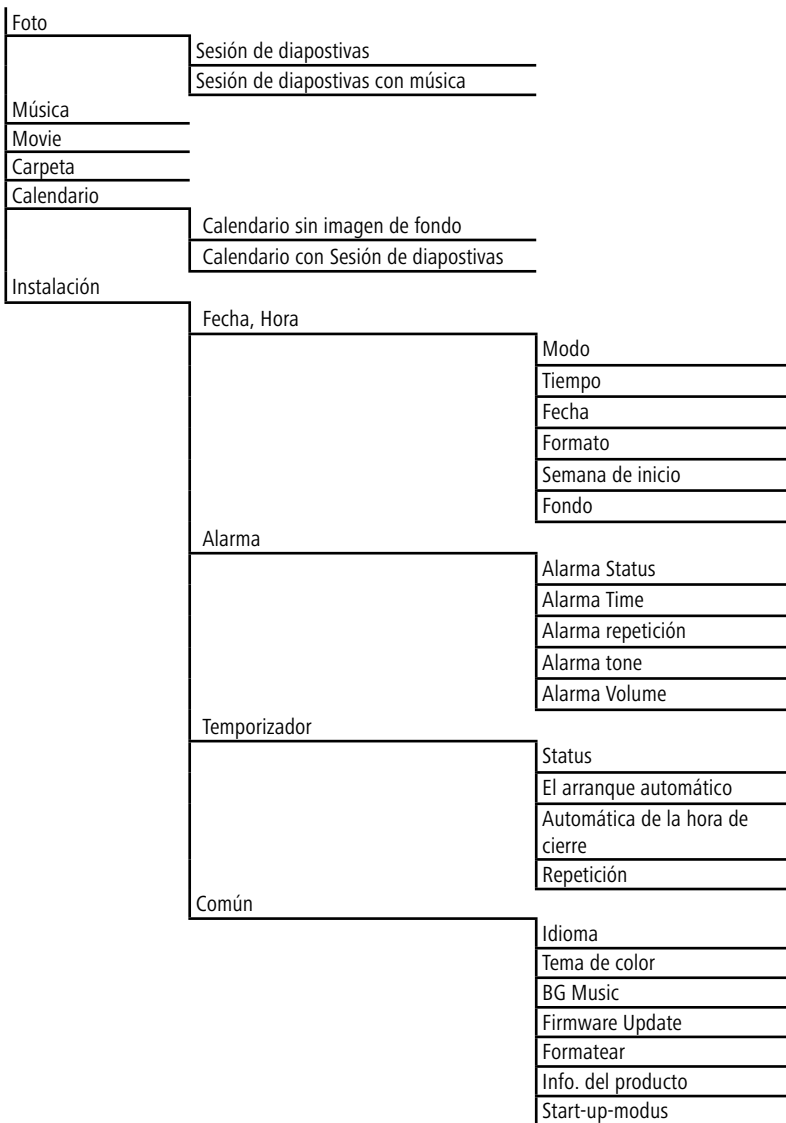 Foto
Sesión de diapostivas
Sesión de diapostivas con música
Música
Movie
Carpeta
Calendario
Calendario sin imagen de fondo
Calendario con Sesión de diapostivas
Instalación
Fecha, Hora
Modo
Tiempo
Fecha
Formato
Semana de inicio
Fondo
Alarma
Alarma Status
Alarma Time
Alarma repetición
Alarma tone
Alarma Volume
Temporizador
Status
El arranque automático
Automática de la hora de
cierre
Repetición
Común
Idioma
Tema de color
BG Music
Firmware Update
Formatear
Info. del producto
Start-up-modus